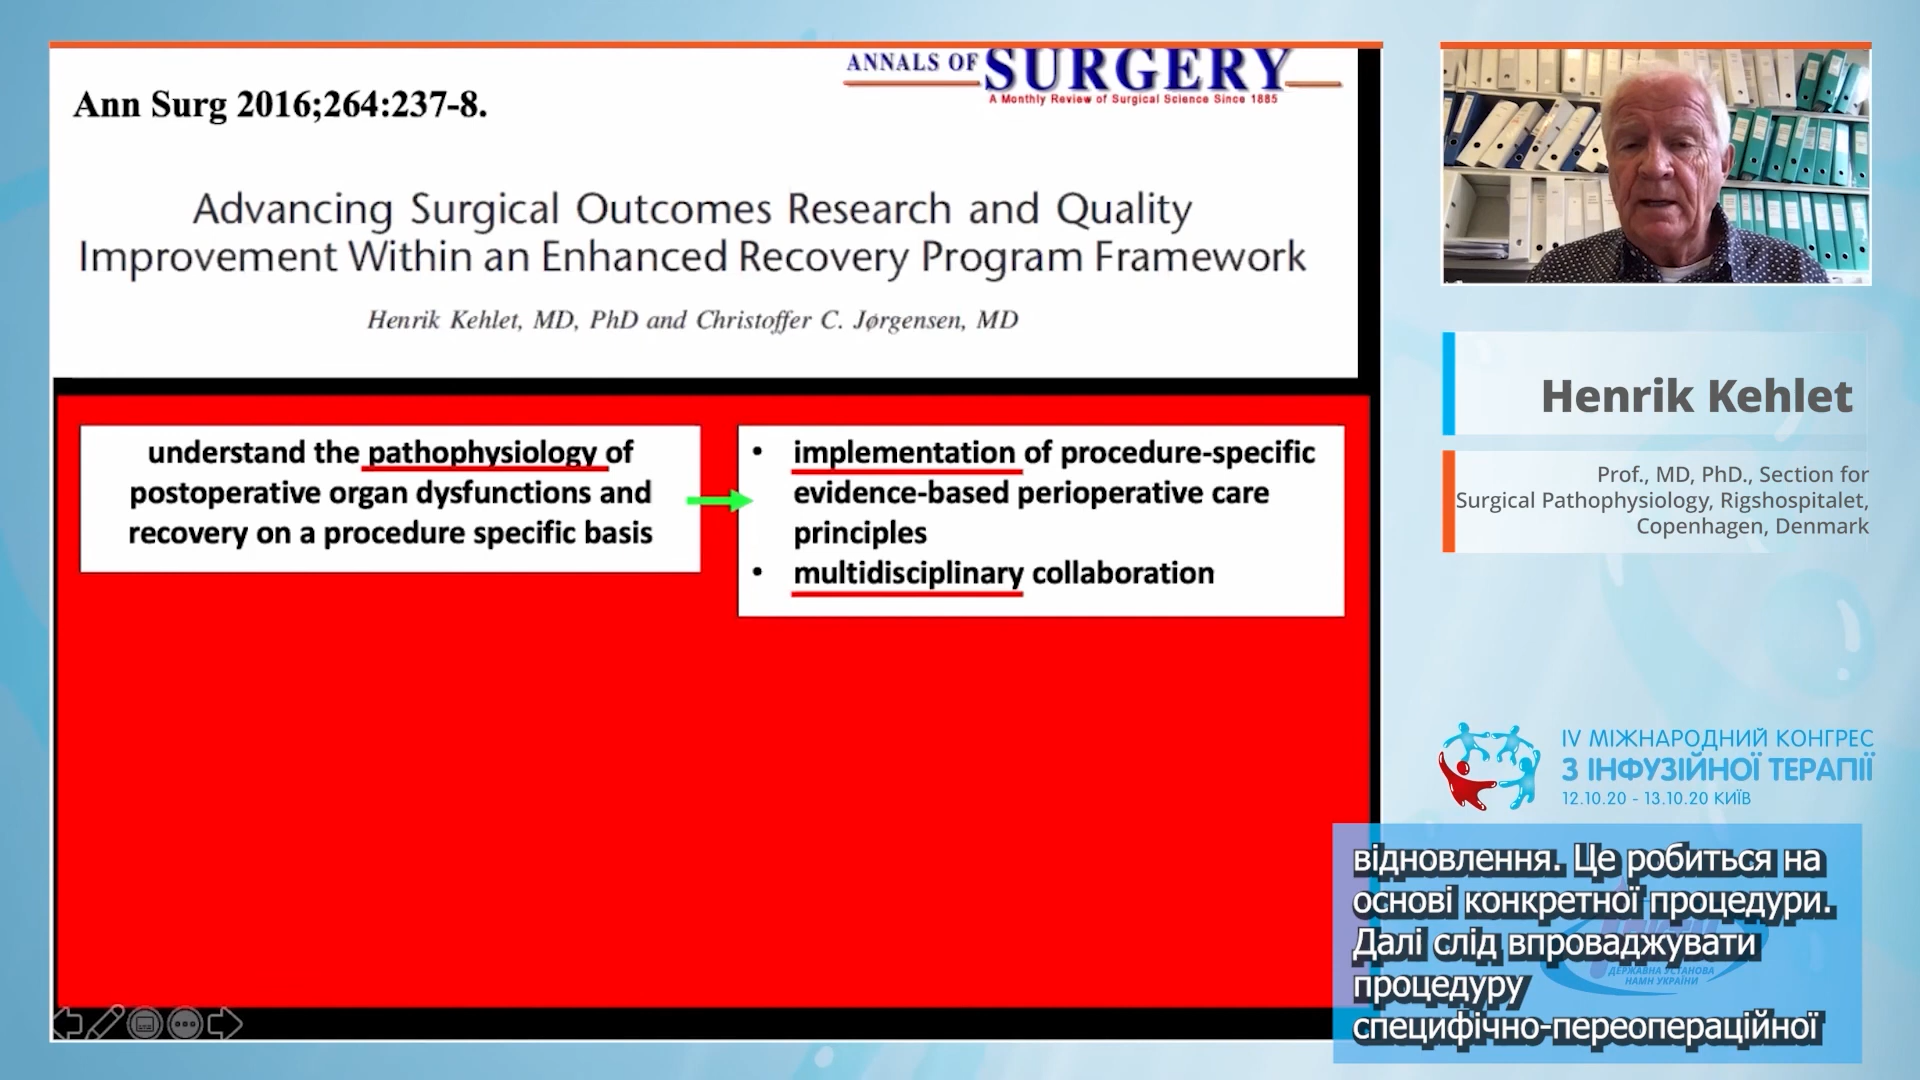 ANNALS OF SURGERY
A Monthly Review of Surgical Science Since 1885
Ann Surg 2016;264:237-8.
Advancing Surgical Outcomes Research and Quality
Improvement Within an Enhanced Recovery Program Framework
Henrik Kehlet, MD, PhD and Christoffer C. Jørgensen, MD
understand the pathophysiology of
postoperative organ dysfunctions and
recovery on a procedure specific basis
• implementation of procedure-specific
evidence-based perioperative care
principles
• multidisciplinary collaboration
Henrik Kehlet
Prof., MD, PhD., Section for
Surgical Pathophysiology, Rigshospitalet,
Copenhagen, Denmark
IV МІЖНАРОДНИЙ КОНГРЕС
З ІНФУЗІЙНОЇ ТЕРАПІЇ
12.10.20 - 13.10.20 КИЇВ
відновлення. Це робиться на
основі конкретної процедури.
Далі слід впроваджувати
процедуру
специфічно-переопераційної
ДЕРЖАВНА УСТАНОВА
НАМН УКРАЇНИ